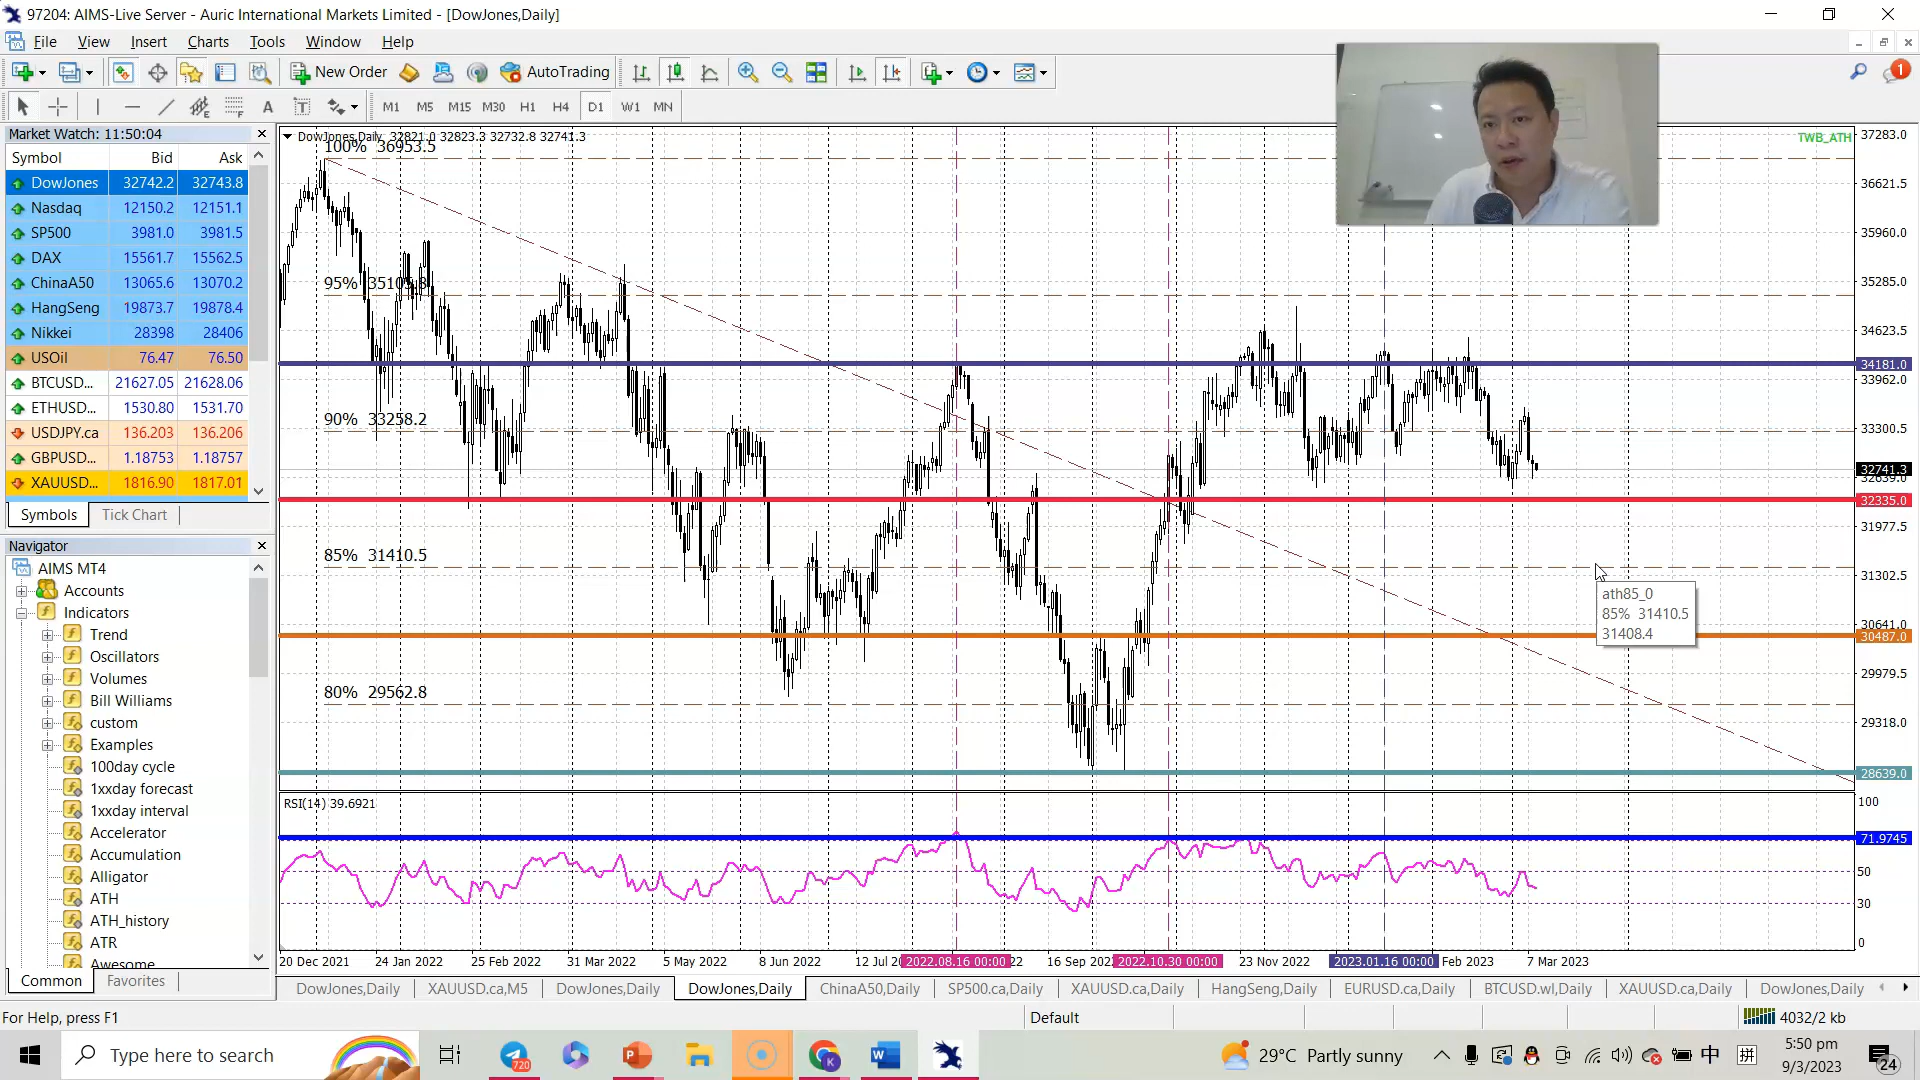 97204: AIMS-Live Server - Auric International Markets Limited - [DowJones,Daily]
File View Insert Charts Tools Window Help
New Order AutoTrading 1
A T M1 M5 M15 M30 H1 H4 D1 W1 MN
Market Watch: 11:50:04
Symbol Bid Ask
DowJones 32742.2 32743.8
Nasdaq 12150.2 12151.1
SP500 3981.0 3981.5
DAX 15561.7 15562.5
ChinaA50 13065.6 13070.2
HangSeng 19873.7 19878.4
Nikkei 28398 28406
USOil 76.47 76.50
BTCUSD... 21627.05 21628.06
ETHUSD... 1530.80 1531.70
USDJPY.ca 136.203 136.206
GBPUSD... 1.18753 1.18757
XAUUSD... 1816.90 1817.01
Symbols Tick Chart
Navigator
AIMS MT4
Accounts
Indicators
Trend
Oscillators
Volumes
Bill Williams
custom
Examples
100day cycle
1xxday forecast
1xxday interval
Accelerator
Accumulation
Alligator
ATH
ATH_history
ATR
Awesome
Common Favorites
DowJones,Daily 32821.0 32823.3 32732.8 32741.3
TWB_ATH
100% 36953.5
95% 35105.8
90% 33258.2
85% 31410.5
80% 29562.8
ath85_0
85% 31410.5
31408.4
37283.0
36621.5
35960.0
35285.0
34623.5
34181.0
33962.0
33300.5
32741.3
32639.0
32335.0
31977.5
31302.5
30641.0
30487.0
29979.5
29318.0
28639.0
RSI(14) 39.6921
100
71.9745
50
30
0
20 Dec 2021 24 Jan 2022 25 Feb 2022 31 Mar 2022 5 May 2022 8 Jun 2022 12 Jul 2022.08.16 00:00 16 Sep 2022.10.30 00:00 23 Nov 2022 2023.01.16 00:00 Feb 2023 7 Mar 2023
DowJones,Daily XAUUSD.ca,M5 DowJones,Daily DowJones,Daily ChinaA50,Daily SP500.ca,Daily XAUUSD.ca,Daily HangSeng,Daily EURUSD.ca,Daily BTCUSD.wl,Daily XAUUSD.ca,Daily DowJones,Daily
For Help, press F1 Default 4032/2 kb
Type here to search 720 29°C Partly sunny 中 拼 5:50 pm
9/3/2023 24